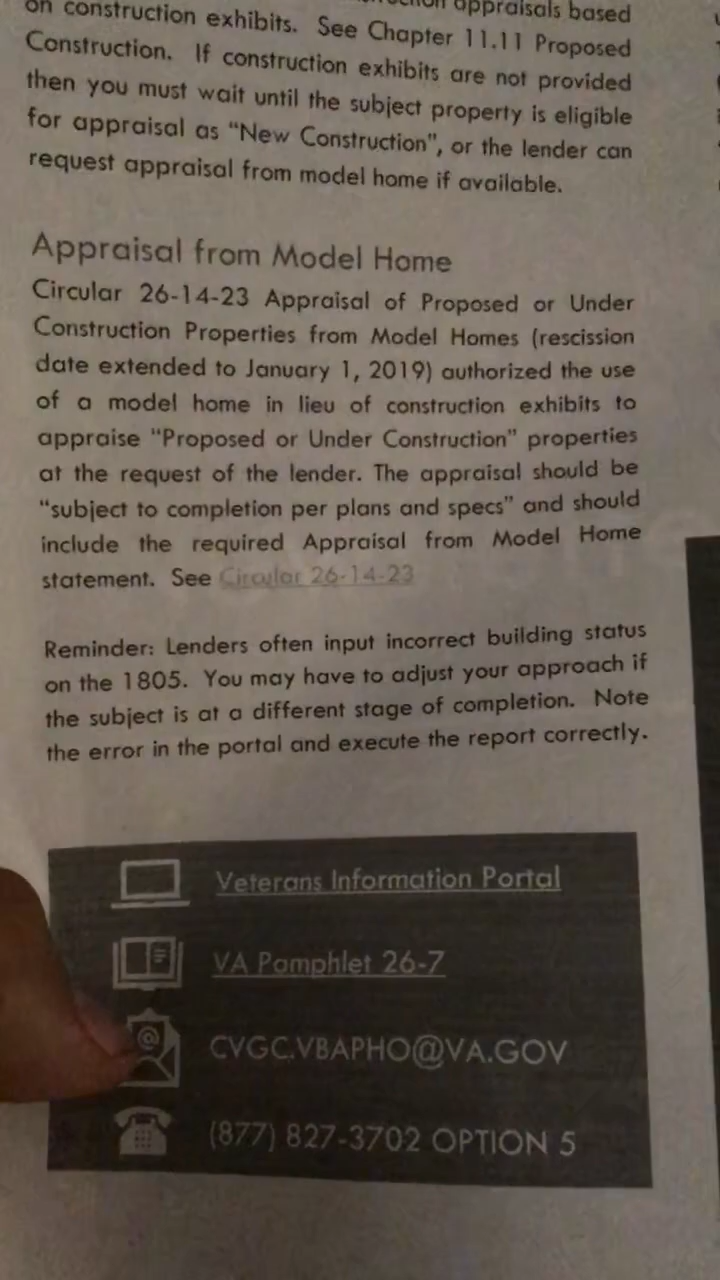 appraisals based
on construction exhibits. See Chapter 11.11 Proposed
Construction. If construction exhibits are not provided
then you must wait until the subject property is eligible
for appraisal as “New Construction”, or the lender can
request appraisal from model home if available.
Appraisal from Model Home
Circular 26-14-23 Appraisal of Proposed or Under
Construction Properties from Model Homes (rescission
date extended to January 1, 2019) authorized the use
of a model home in lieu of construction exhibits to
appraise “Proposed or Under Construction” properties
at the request of the lender. The appraisal should be
“subject to completion per plans and specs” and should
include the required Appraisal from Model Home
statement. See Circular 26-14-23
Reminder: Lenders often input incorrect building status
on the 1805. You may have to adjust your approach if
the subject is at a different stage of completion. Note
the error in the portal and execute the report correctly.
Veterans Information Portal
VA Pamphlet 26-7
@
CVGC.VBAPHO@VA.GOV
(877) 827-3702 OPTION 5